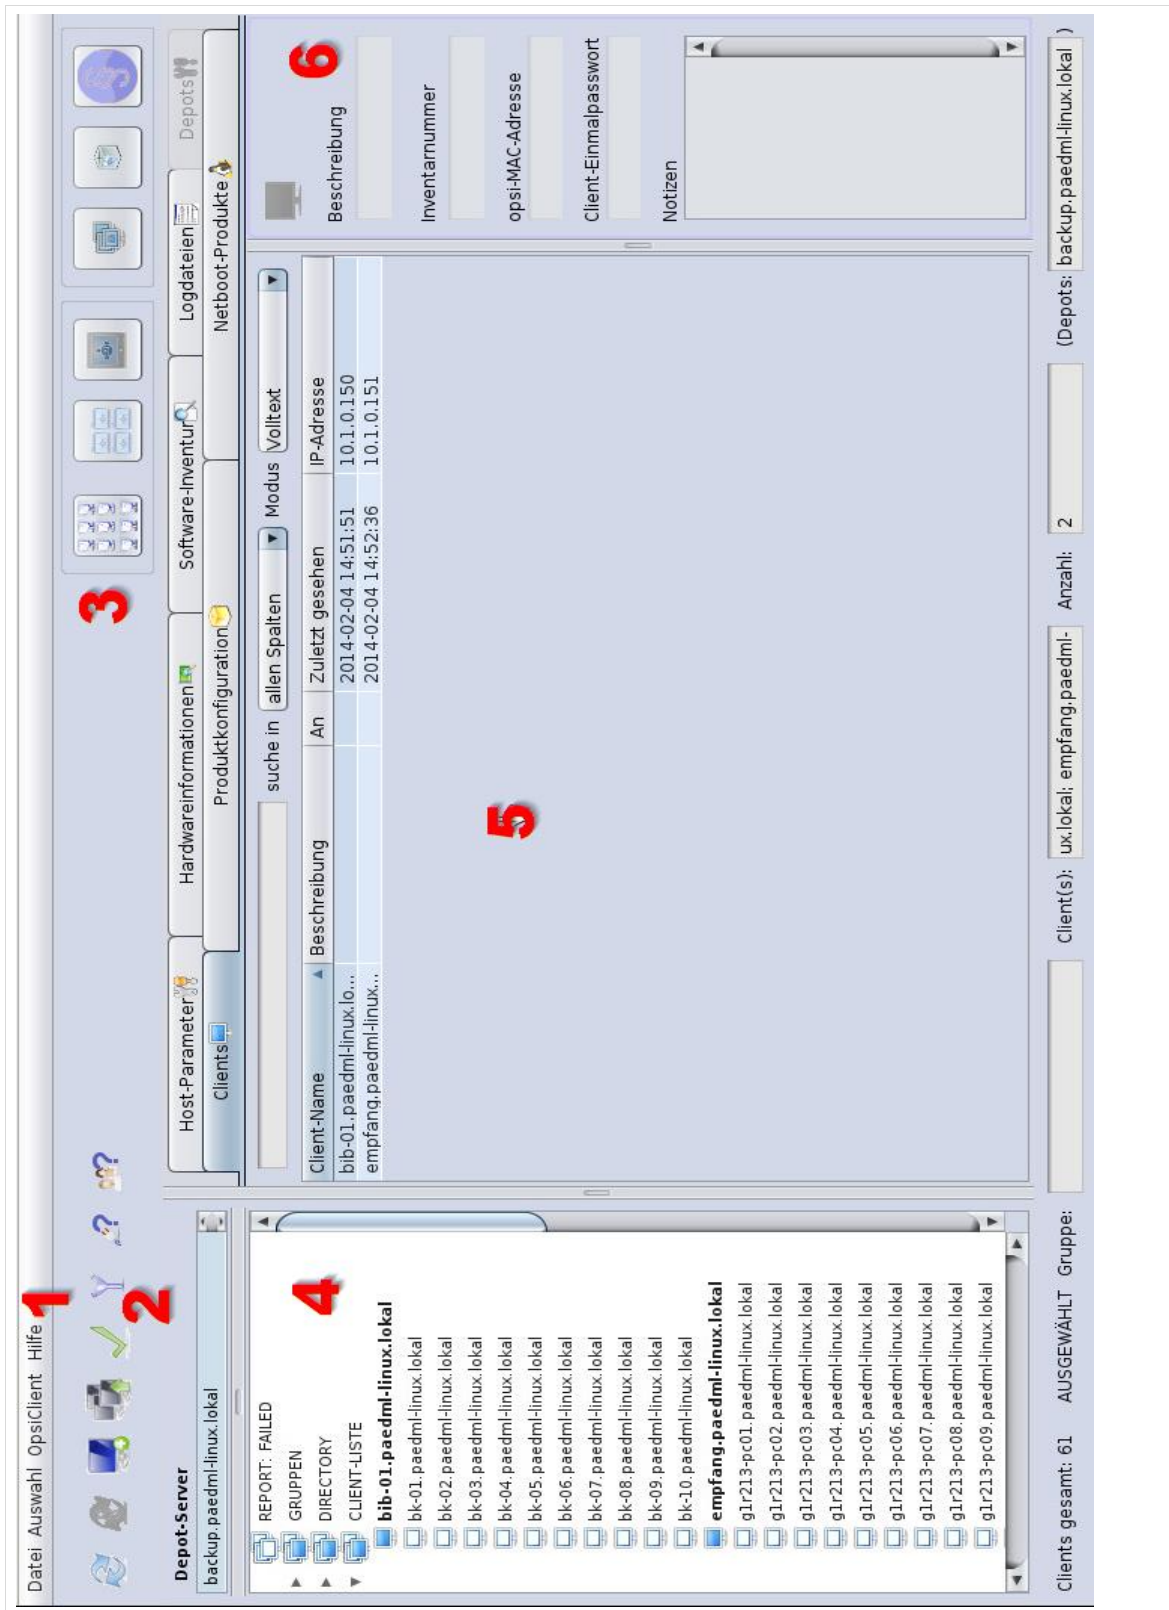 Datei Auswahl OpsiClient Hilfe
1
2
3
Depot-Server
backup.paedml-linux.lokal
Host-Parameter Hardwareinformationen Software-Inventur Logdateien Depots
Clients Produktkonfiguration Netboot-Produkte
REPORT: FAILED
GRUPPEN
DIRECTORY
CLIENT-LISTE
bib-01.paedml-linux.lokal
bk-01.paedml-linux.lokal
bk-02.paedml-linux.lokal
bk-03.paedml-linux.lokal
bk-04.paedml-linux.lokal
bk-05.paedml-linux.lokal
bk-06.paedml-linux.lokal
bk-07.paedml-linux.lokal
bk-08.paedml-linux.lokal
bk-09.paedml-linux.lokal
bk-10.paedml-linux.lokal
empfang.paedml-linux.lokal
g1r213-pc01.paedml-linux.lokal
g1r213-pc02.paedml-linux.lokal
g1r213-pc03.paedml-linux.lokal
g1r213-pc04.paedml-linux.lokal
g1r213-pc05.paedml-linux.lokal
g1r213-pc06.paedml-linux.lokal
g1r213-pc07.paedml-linux.lokal
g1r213-pc08.paedml-linux.lokal
g1r213-pc09.paedml-linux.lokal
4
suche in allen Spalten Modus Volltext
Client-Name Beschreibung An Zuletzt gesehen IP-Adresse
bib-01.paedml-linux.lo... 2014-02-04 14:51:51 10.1.0.150
empfang.paedml-linux... 2014-02-04 14:52:36 10.1.0.151
5
6
Beschreibung
Inventarnummer
opsi-MAC-Adresse
Client-Einmalpasswort
Notizen
Clients gesamt: 61 AUSGEWÄHLT Gruppe: Client(s): ux.lokal; empfang.paedml- Anzahl: 2 (Depots: backup.paedml-linux.lokal )